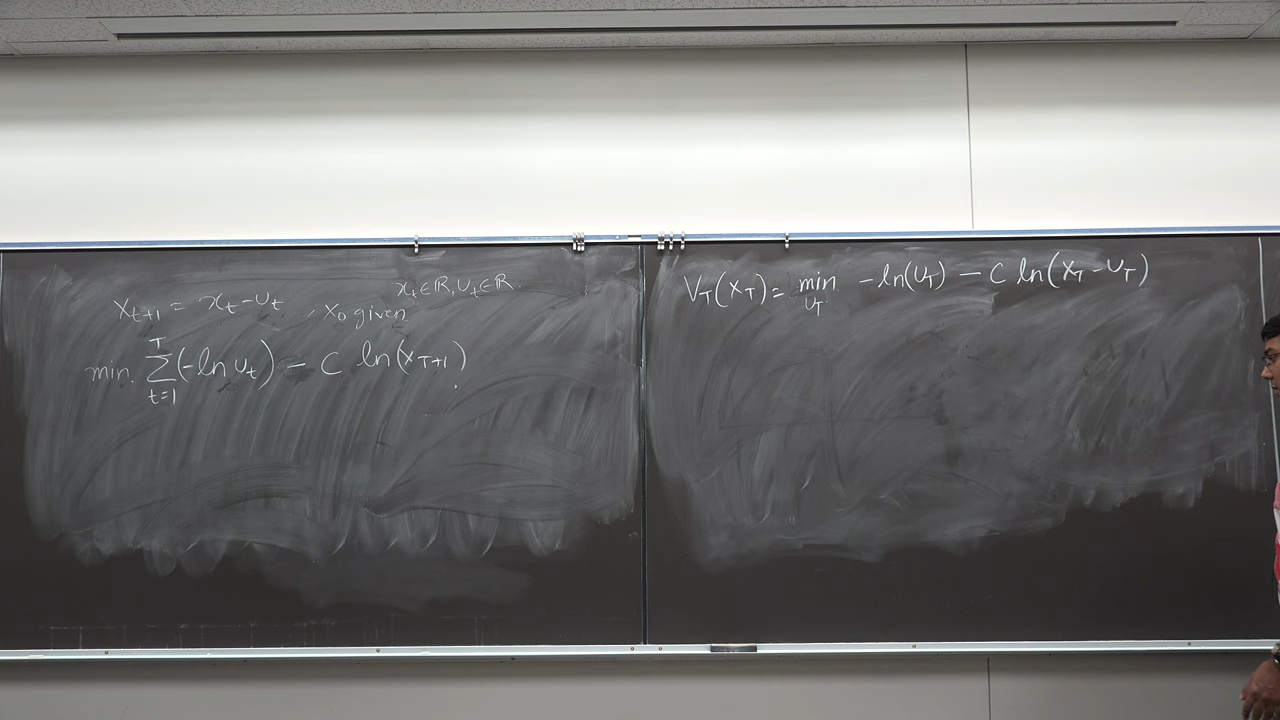 x_{t+1} = x_t - u_t , x_0 given x_t ∈ ℝ, u_t ∈ ℝ.
min. \sum_{t=1}^{T} (-ln u_t) - C ln(x_{T+1})
V_T(x_T) = min_{u_T} -ln(u_T) - C ln(x_T - u_T)